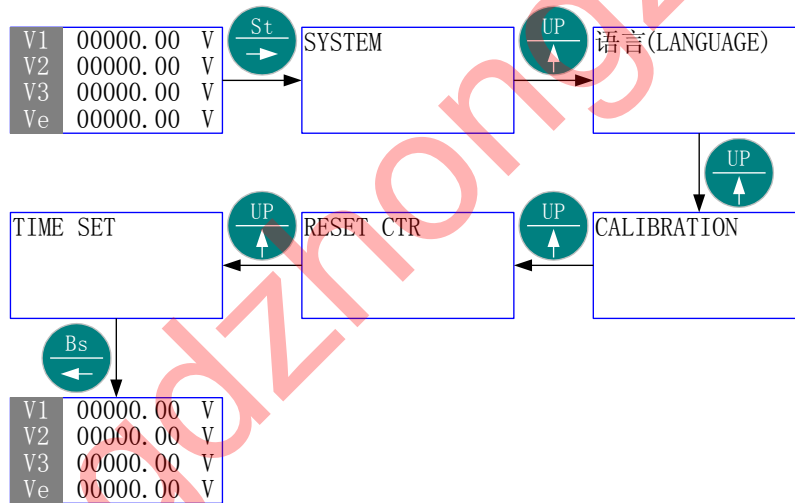 V1 00000.00 V
V2 00000.00 V
V3 00000.00 V
Ve 00000.00 V
St
SYSTEM
UP
语言(LANGUAGE)
UP
CALIBRATION
UP
RESET CTR
UP
TIME SET
Bs
V1 00000.00 V
V2 00000.00 V
V3 00000.00 V
Ve 00000.00 V
gdzhong